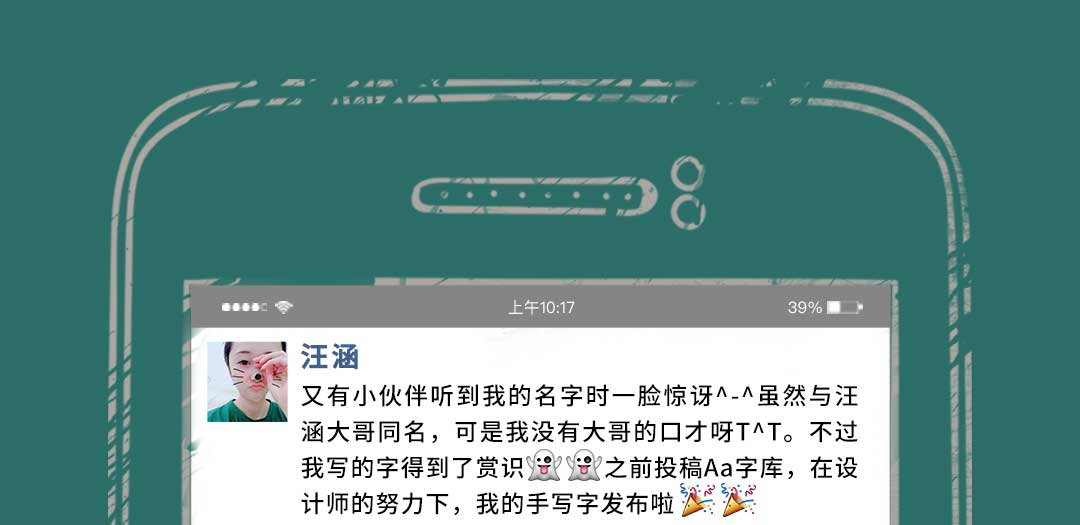 上午10:17
39%
汪涵
又有小伙伴听到我的名字时一脸惊讶^-^虽然与汪
涵大哥同名，可是我没有大哥的口才呀T^T。不过
我写的字得到了赏识👻👻之前投稿Aa字库，在设
计师的努力下，我的手写字发布啦🎉🎉